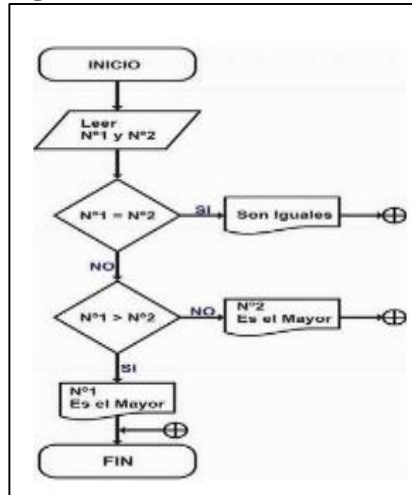 INICIO
Leer
Nº1 y Nº2
Nº1 = Nº2
SI
Son Iguales
NO
Nº1 > Nº2
NO
Nº2
Es el Mayor
SI
Nº1
Es el Mayor
FIN